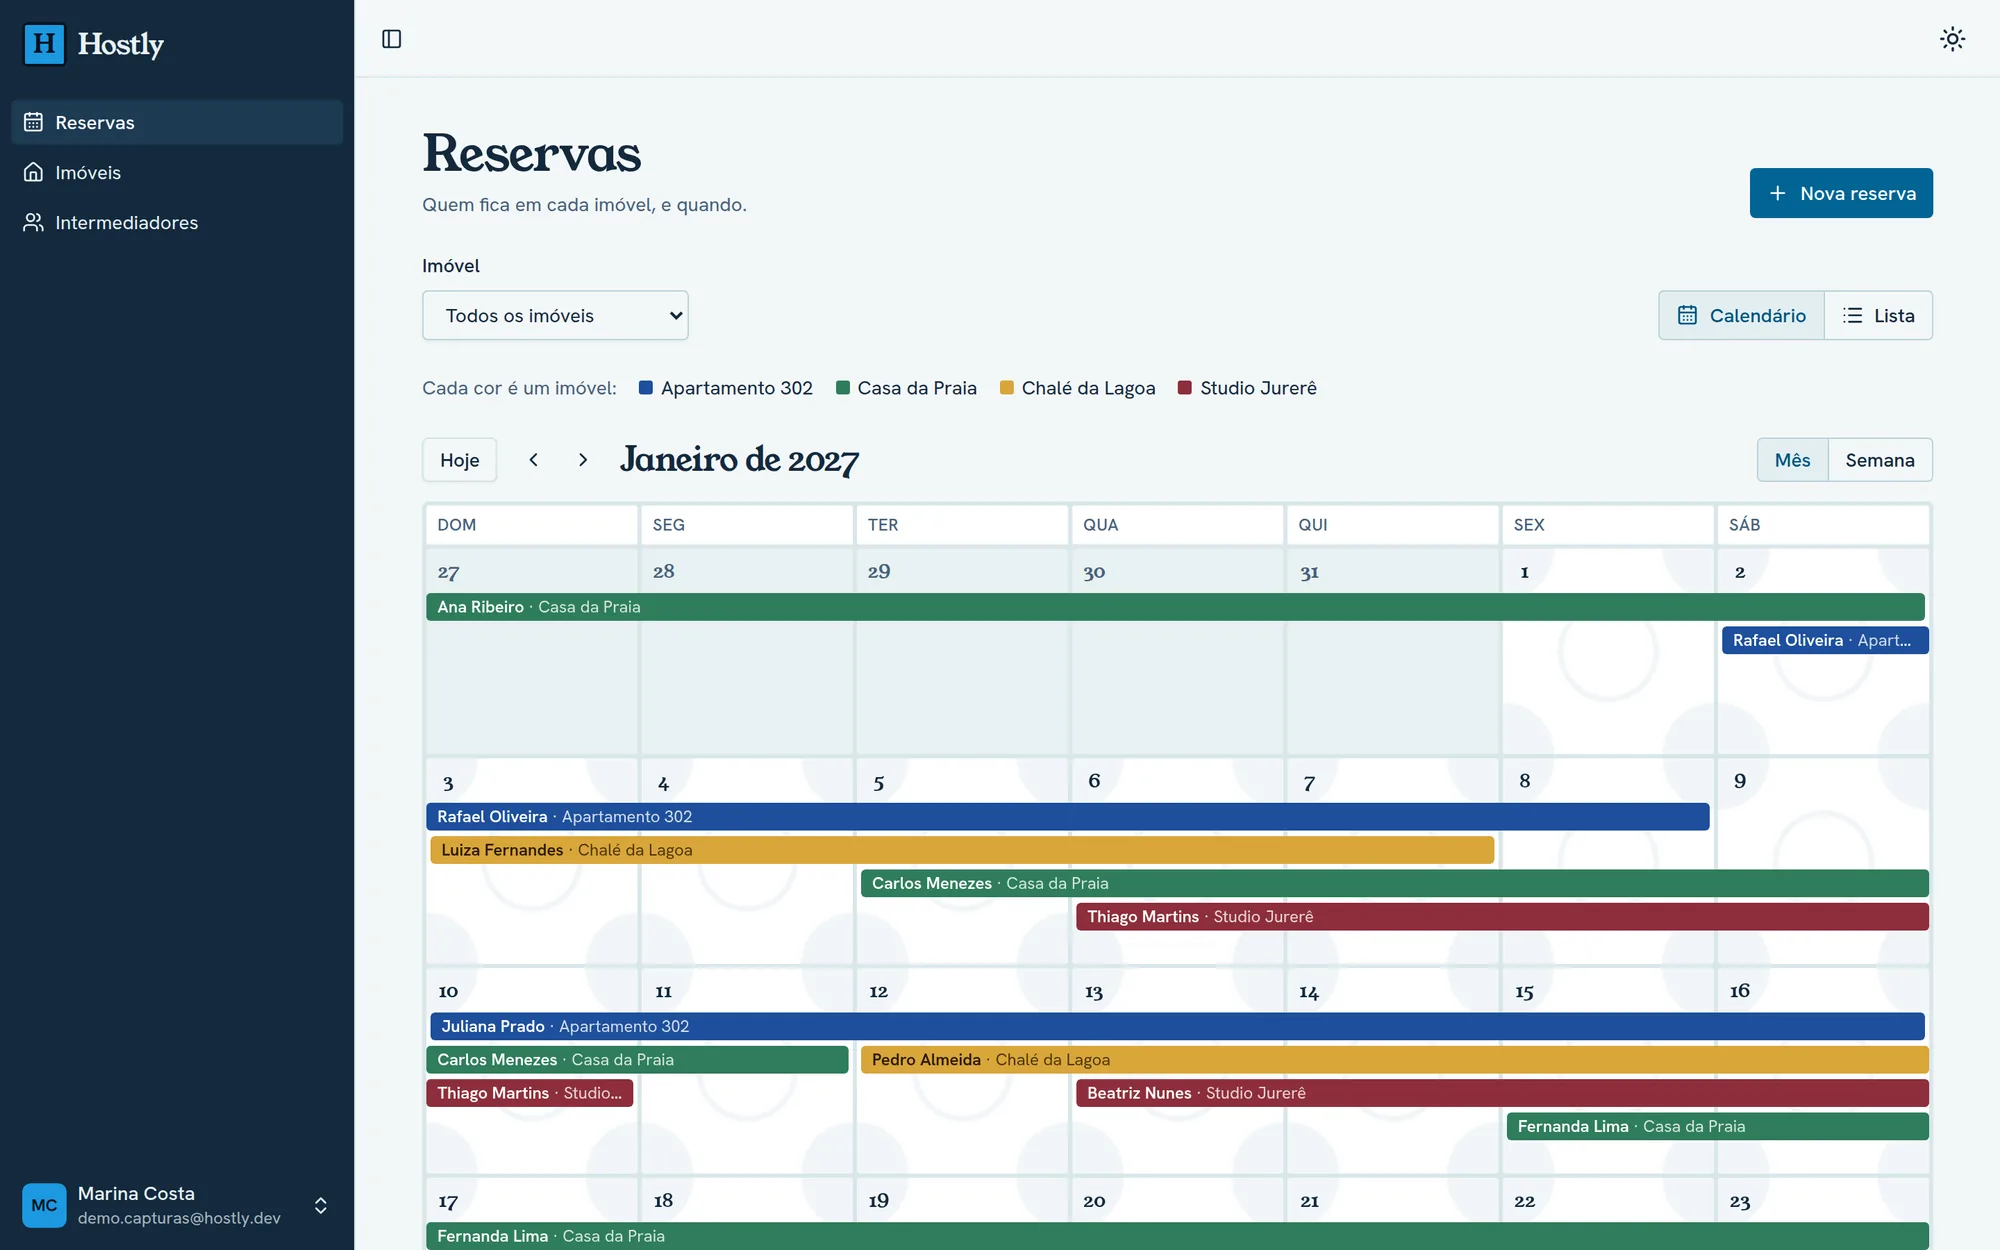 H Hostly
Reservas
Imóveis
Intermediadores
Reservas
Quem fica em cada imóvel, e quando.
Nova reserva
Imóvel
Todos os imóveis
Calendário Lista
Cada cor é um imóvel: Apartamento 302 Casa da Praia Chalé da Lagoa Studio Jurerê
Hoje Janeiro de 2027 Mês Semana
DOM SEG TER QUA QUI SEX SÁB
27 28 29 30 31 1 2
Ana Ribeiro · Casa da Praia
Rafael Oliveira · Apart...
3 4 5 6 7 8 9
Rafael Oliveira · Apartamento 302
Luiza Fernandes · Chalé da Lagoa
Carlos Menezes · Casa da Praia
Thiago Martins · Studio Jurerê
10 11 12 13 14 15 16
Juliana Prado · Apartamento 302
Carlos Menezes · Casa da Praia Pedro Almeida · Chalé da Lagoa
Thiago Martins · Studio... Beatriz Nunes · Studio Jurerê
Fernanda Lima · Casa da Praia
17 18 19 20 21 22 23
Fernanda Lima · Casa da Praia
MC Marina Costa
demo.capturas@hostly.dev